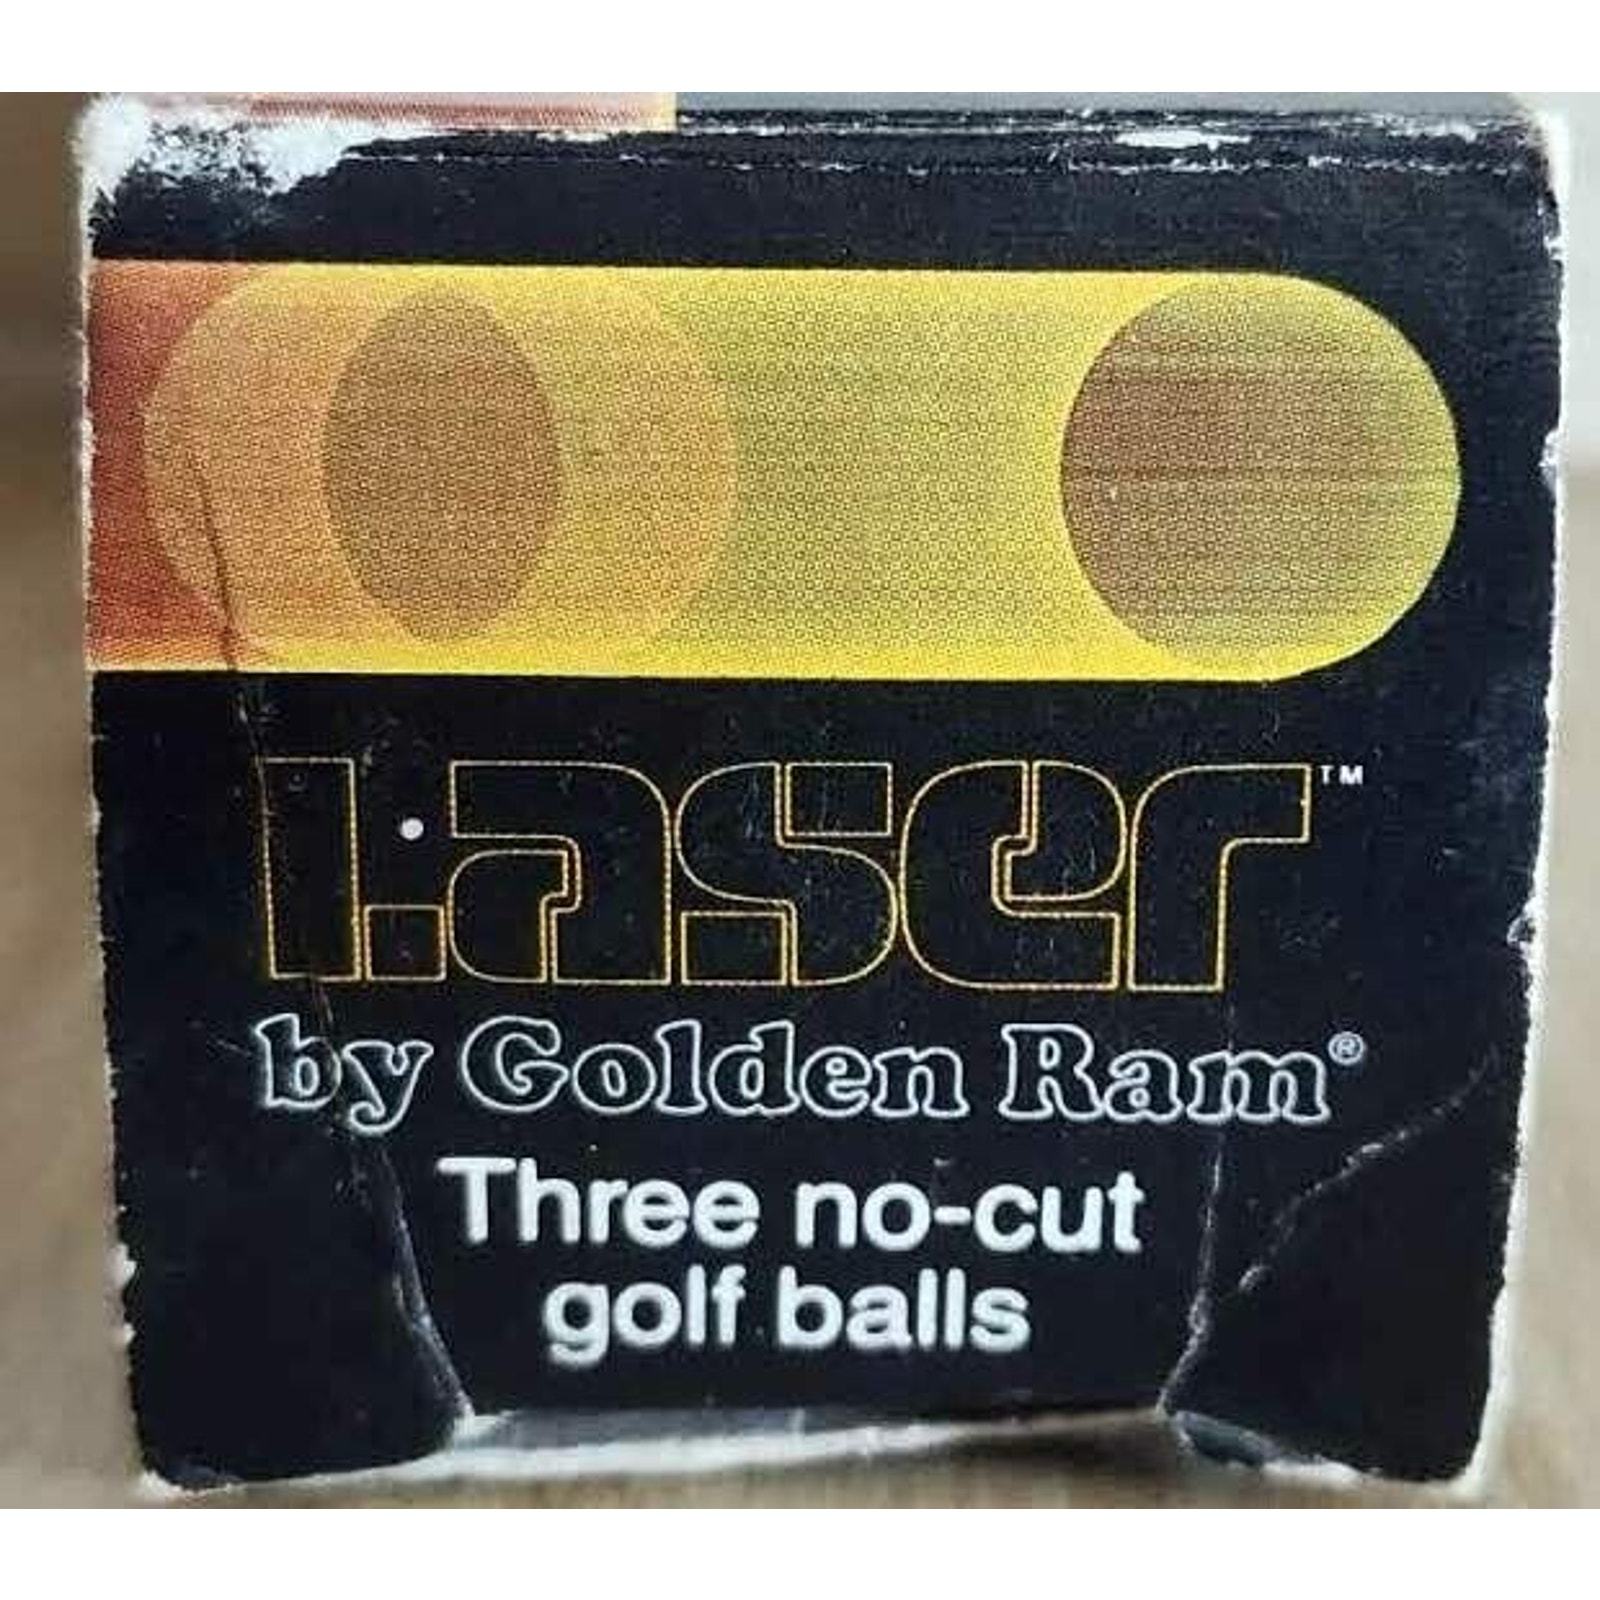 Laser™
by Golden Ram®
Three no-cut
golf balls